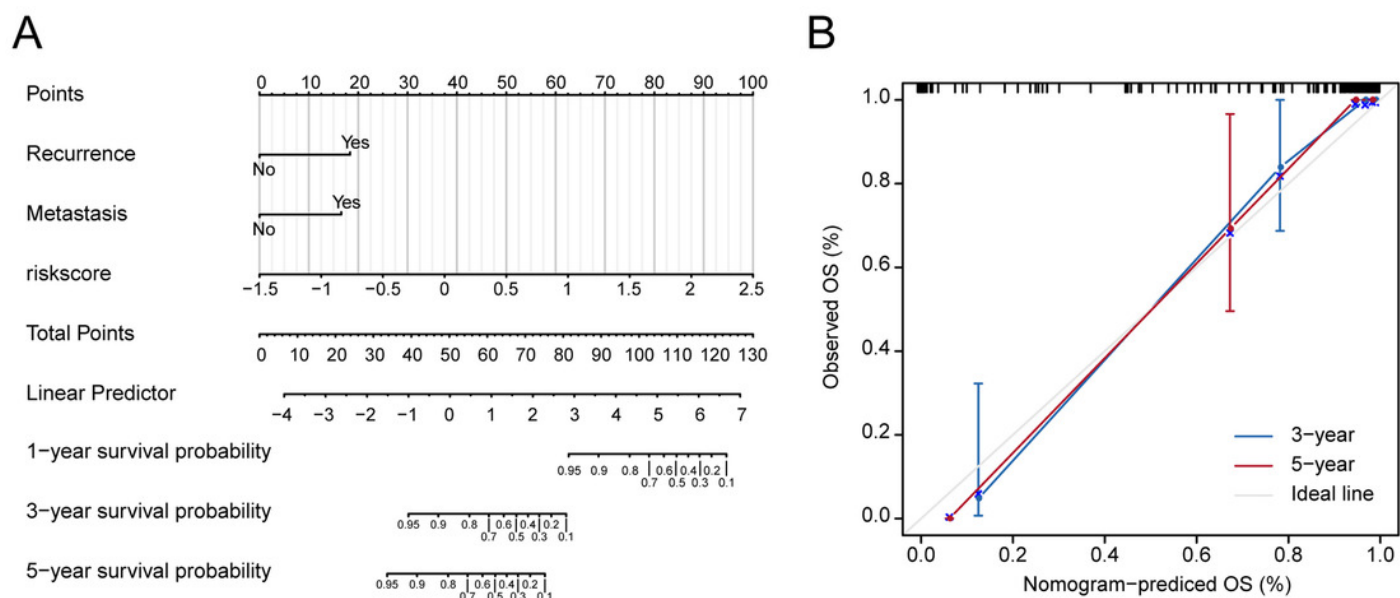 A
Points
0 10 20 30 40 50 60 70 80 90 100
Recurrence
Yes
No
Metastasis
Yes
No
riskscore
−1.5 −1 −0.5 0 0.5 1 1.5 2 2.5
Total Points
0 10 20 30 40 50 60 70 80 90 100 110 120 130
Linear Predictor
−4 −3 −2 −1 0 1 2 3 4 5 6 7
1−year survival probability
0.95 0.9 0.8 0.6 0.4 0.2
0.7 0.5 0.3 0.1
3−year survival probability
0.95 0.9 0.8 0.6 0.4 0.2
0.7 0.5 0.3 0.1
5−year survival probability
0.95 0.9 0.8 0.6 0.4 0.2
0.7 0.5 0.3 0.1
B
Observed OS (%)
1.0
0.8
0.6
0.4
0.2
0.0
3−year
5−year
Ideal line
0.0 0.2 0.4 0.6 0.8 1.0
Nomogram−prediced OS (%)